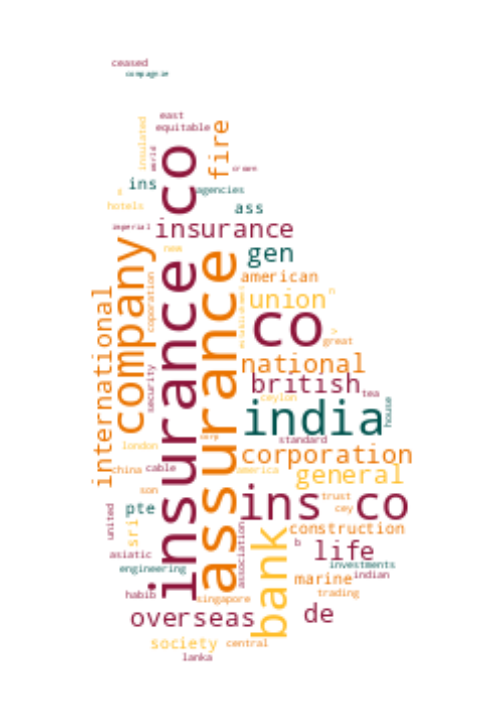 ceased
compagnie
east
equitable
insulated
world
fire
crown
co
ins
agencies
hotels
ass
imperial
insurance
new
gen
company
american
international
coporation
insurance
assurance
establishment
union
co
great
national
security
british
tea
ceylon
india
house
standard
london
corp
corporation
china
cable
america
general
son
ins co
trust
cey
pte
united
sri
association
bank
construction
b
life
asiatic
engineering
investments
indian
marine
habib
singapore
trading
overseas
de
society
central
lanka